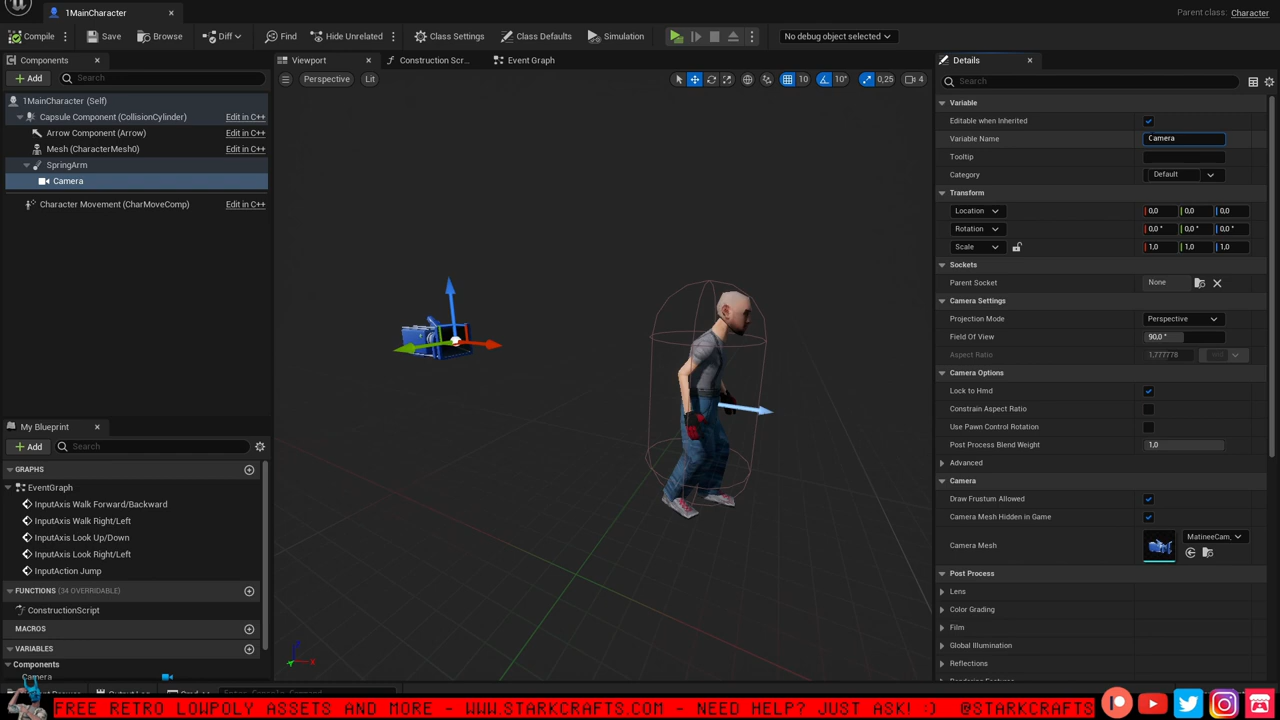 1MainCharacter
Parent class: Character
Compile
Save
Browse
Diff
Find
Hide Unrelated
Class Settings
Class Defaults
Simulation
No debug object selected
Components
Add
Search
1MainCharacter (Self)
Capsule Component (CollisionCylinder) Edit in C++
Arrow Component (Arrow) Edit in C++
Mesh (CharacterMesh0) Edit in C++
SpringArm
Camera
Character Movement (CharMoveComp) Edit in C++
My Blueprint
Add
Search
GRAPHS
EventGraph
InputAxis Walk Forward/Backward
InputAxis Walk Right/Left
InputAxis Look Up/Down
InputAxis Look Right/Left
InputAction Jump
FUNCTIONS (34 OVERRIDABLE)
ConstructionScript
MACROS
VARIABLES
Components
Camera
Viewport
Construction Scr...
Event Graph
Perspective
Lit
10
10°
0,25
4
X
Details
Search
Variable
Editable when Inherited
Variable Name Camera
Tooltip
Category Default
Transform
Location 0,0 0,0 0,0
Rotation 0,0 ° 0,0 ° 0,0 °
Scale 1,0 1,0 1,0
Sockets
Parent Socket None
Camera Settings
Projection Mode Perspective
Field Of View 90,0 °
Aspect Ratio 1,777778
Camera Options
Lock to Hmd
Constrain Aspect Ratio
Use Pawn Control Rotation
Post Process Blend Weight 1,0
Advanced
Camera
Draw Frustum Allowed
Camera Mesh Hidden in Game
Camera Mesh MatineeCam_
Post Process
Lens
Color Grading
Film
Global Illumination
Reflections
FREE RETRO LOWPOLY ASSETS AND MORE - WWW.STARKCRAFTS.COM - NEED HELP? JUST ASK! :) @STARKCRAFTS